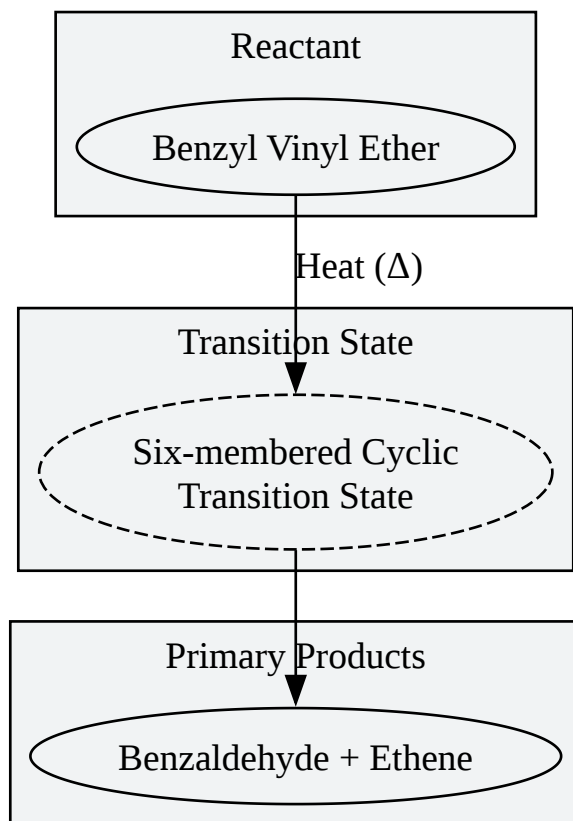 Reactant
Benzyl Vinyl Ether
Heat (Δ)
Transition State
Six-membered Cyclic
Transition State
Primary Products
Benzaldehyde + Ethene